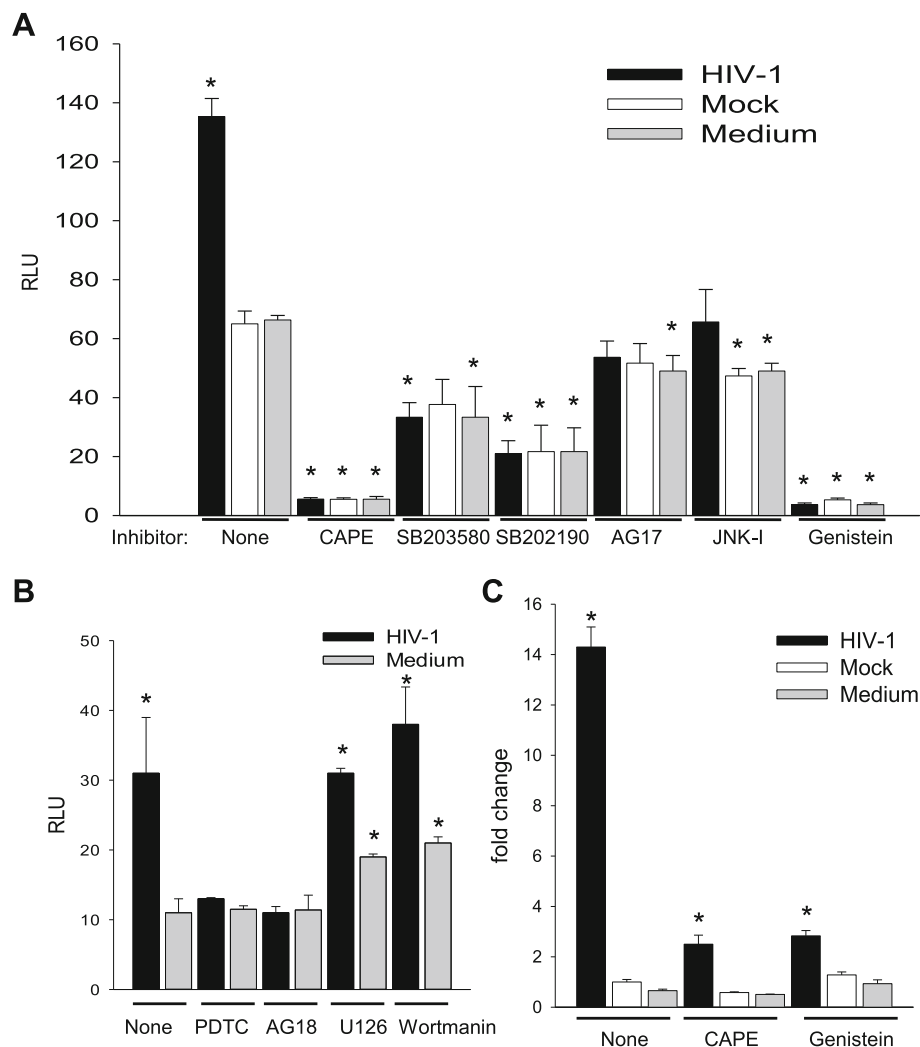 A
160
140
120
100
80
60
40
20
0
RLU
HIV-1
Mock
Medium
* * * * * * * * * * * * * * *
Inhibitor: None CAPE SB203580 SB202190 AG17 JNK-I Genistein
B
50
40
30
20
10
0
RLU
HIV-1
Medium
* * * * *
None PDTC AG18 U126 Wortmanin
C
16
14
12
10
8
6
4
2
0
fold change
HIV-1
Mock
Medium
* * *
None CAPE Genistein